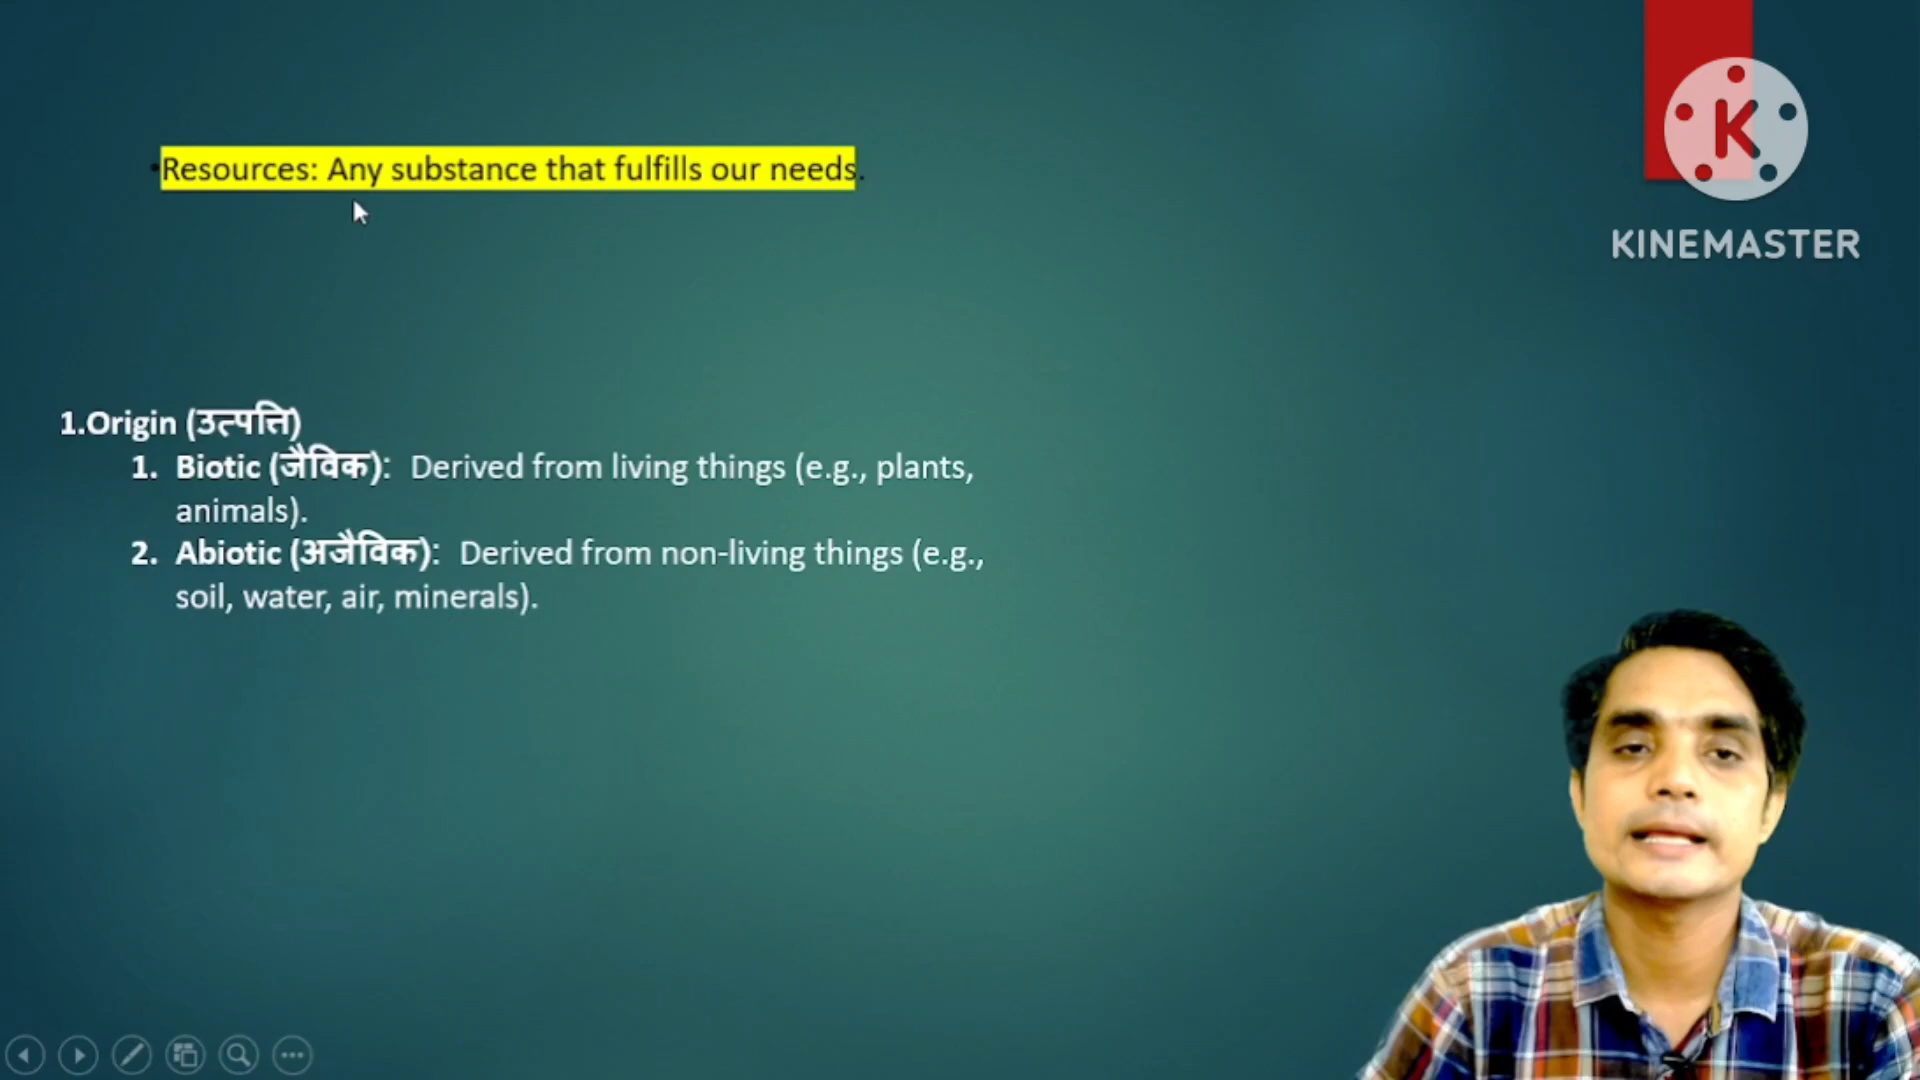 •Resources: Any substance that fulfills our needs.
K
KINEMASTER
1.Origin (उत्पत्ति)
1. Biotic (जैविक): Derived from living things (e.g., plants,
animals).
2. Abiotic (अजैविक): Derived from non-living things (e.g.,
soil, water, air, minerals).